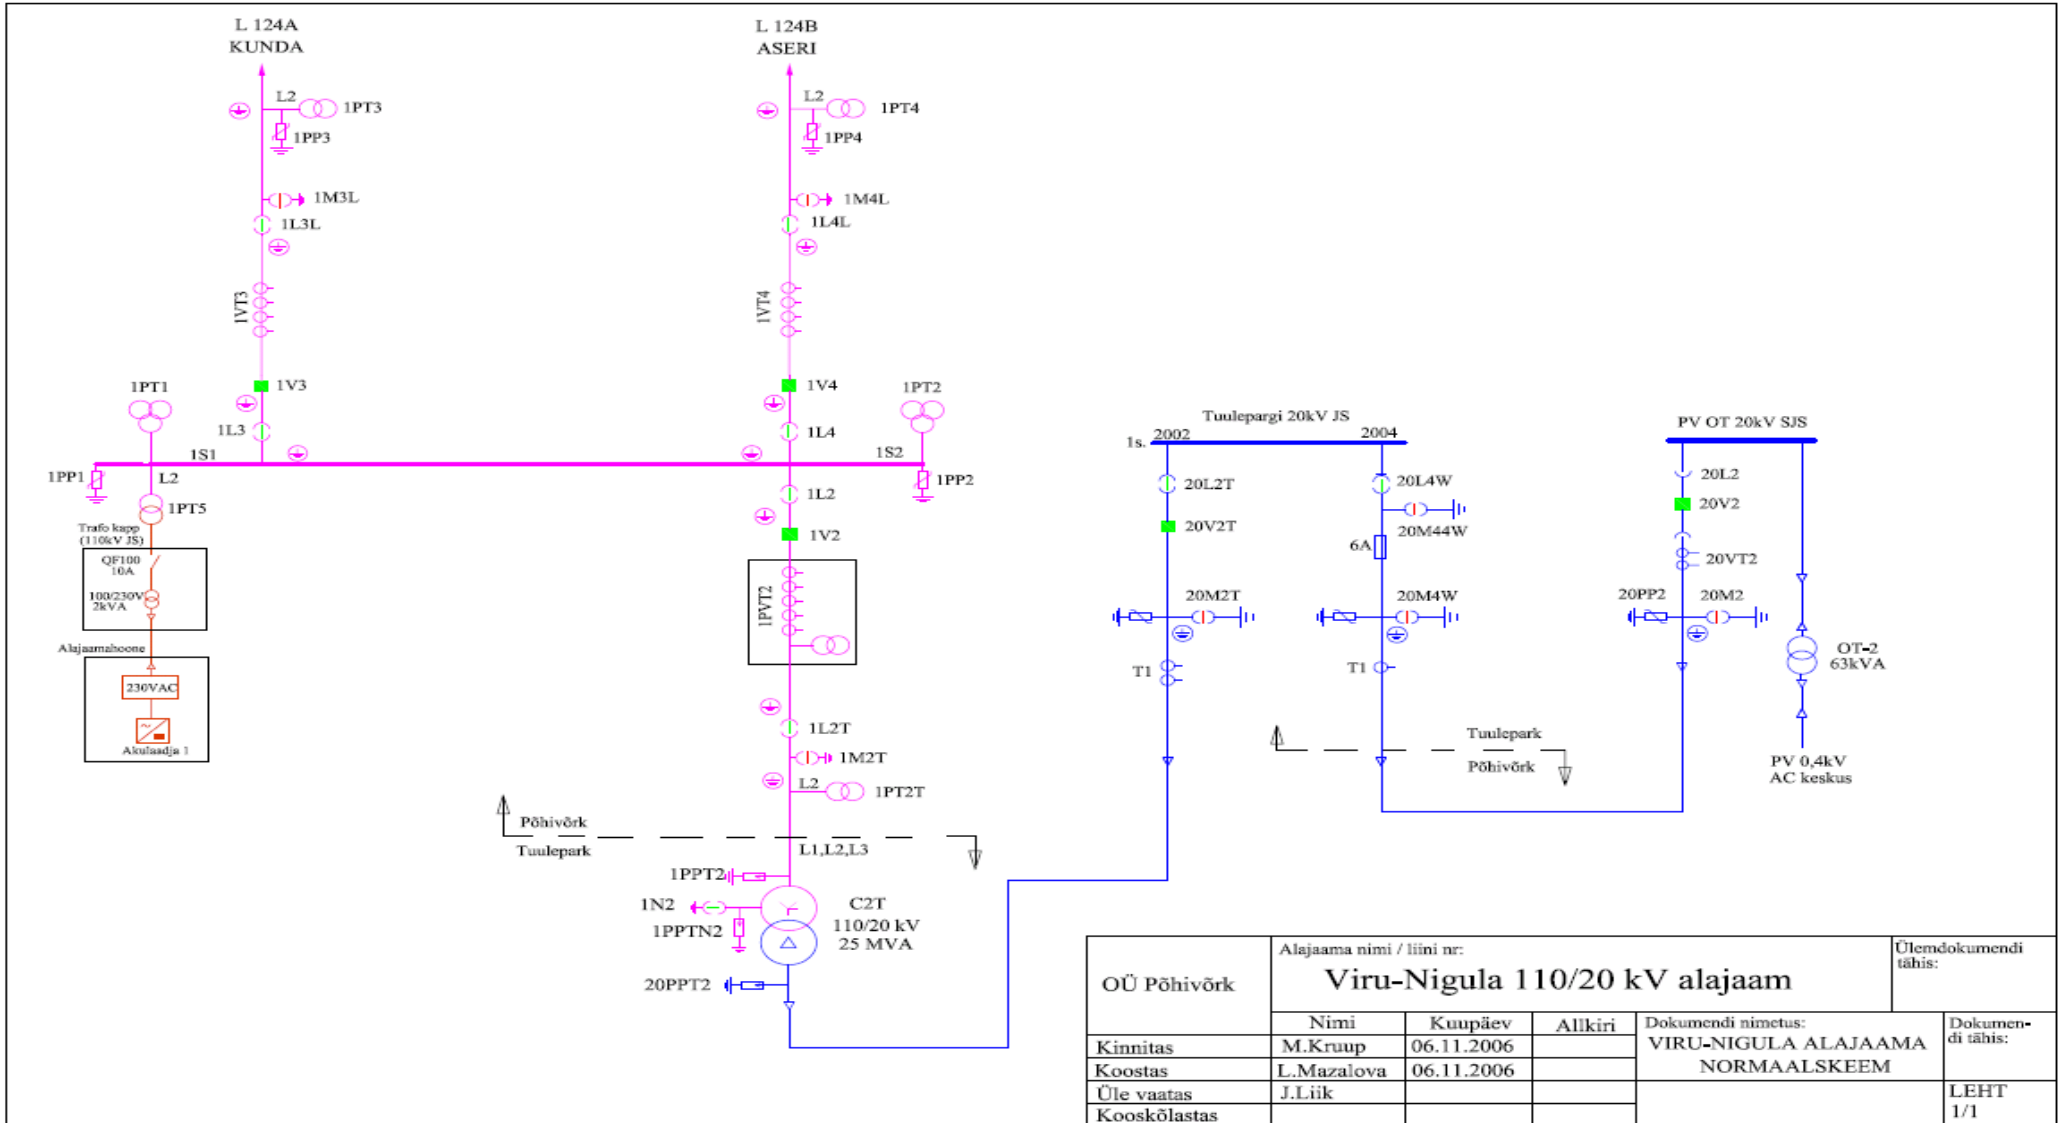 L 124A
KUNDA
L 124B
ASERI
L2
1PT3
1PP3
L2
1PT4
1PP4
1M3L
1L3L
1M4L
1L4L
1VT3
1VT4
1PT1
1V3
1V4
1PT2
1L3
1L4
1S1
1S2
1PP1
L2
1PP2
1PT5
1L2
1V2
Trafo kapp
(110kV JS)
QF100
10A
100/230V
2kVA
Alajaamahoone
230VAC
Akulaadja 1
1PVT2
1L2T
1M2T
L2
1PT2T
Põhivõrk
Tuulepark
L1,L2,L3
1PPT2
1N2
1PPTN2
C2T
110/20 kV
25 MVA
20PPT2
Tuulepargi 20kV JS
1s.
2002
2004
20L2T
20V2T
20L4W
20M44W
6A
20M2T
20M4W
T1
T1
PV OT 20kV SJS
20L2
20V2
20VT2
20PP2
20M2
OT-2
63kVA
PV 0,4kV
AC keskus
Tuulepark
Põhivõrk
OÜ Põhivõrk
Alajaama nimi / liini nr:
Viru-Nigula 110/20 kV alajaam
Ülemdokumendi
tähis:
Nimi
Kuupäev
Allkiri
Dokumendi nimetus:
VIRU-NIGULA ALAJAAMA
NORMAALSKEEM
Dokumen-
di tähis:
Kinnitas
M.Kruup
06.11.2006
Koostas
L.Mazalova
06.11.2006
Üle vaatas
J.Liik
Kooskõlastas
LEHT
1/1